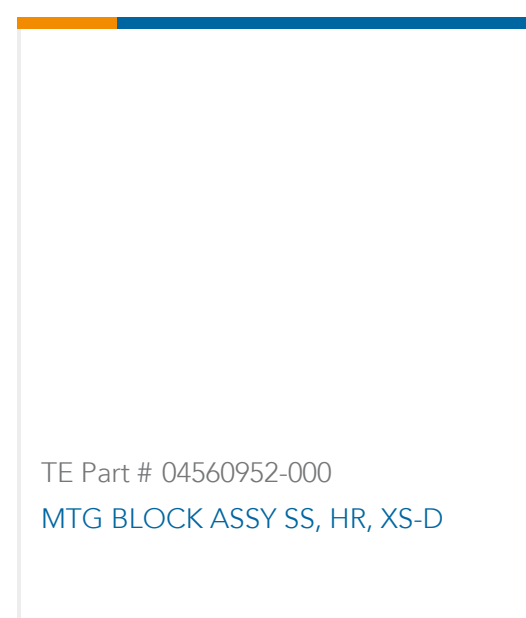 TE Part # 04560952-000
MTG BLOCK ASSY SS, HR, XS-D